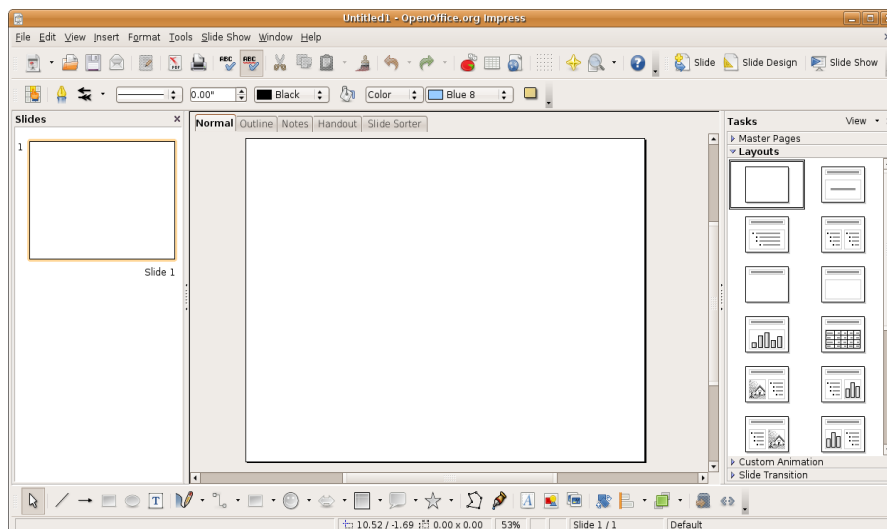 Untitled1 - OpenOffice.org Impress
File Edit View Insert Format Tools Slide Show Window Help
PDF ABC ABC Slide Slide Design Slide Show
0.00" Black Color Blue 8
Slides
Normal Outline Notes Handout Slide Sorter
Tasks View
Master Pages
Layouts
1
Slide 1
Custom Animation
Slide Transition
T A
10.52 / -1.69 0.00 x 0.00 53% Slide 1 / 1 Default